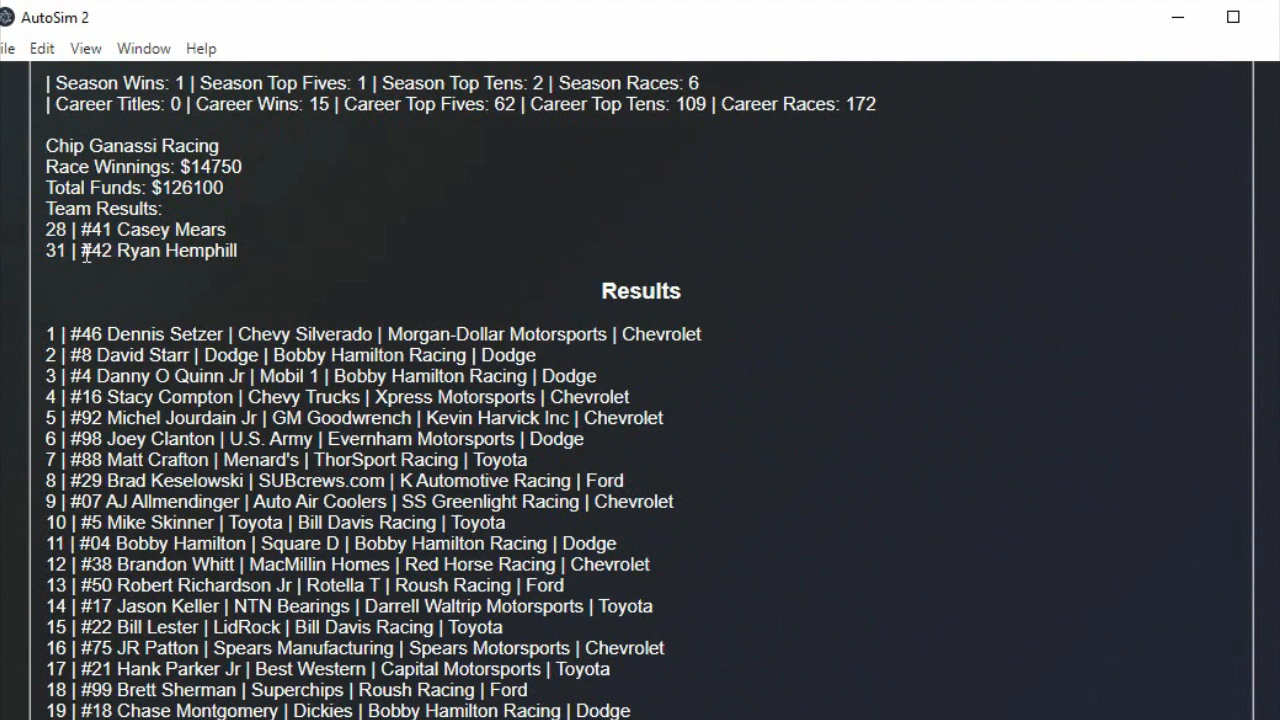 AutoSim 2
ile Edit View Window Help
| Season Wins: 1 | Season Top Fives: 1 | Season Top Tens: 2 | Season Races: 6
| Career Titles: 0 | Career Wins: 15 | Career Top Fives: 62 | Career Top Tens: 109 | Career Races: 172
Chip Ganassi Racing
Race Winnings: $14750
Total Funds: $126100
Team Results:
28 | #41 Casey Mears
31 | #42 Ryan Hemphill
Results
1 | #46 Dennis Setzer | Chevy Silverado | Morgan-Dollar Motorsports | Chevrolet
2 | #8 David Starr | Dodge | Bobby Hamilton Racing | Dodge
3 | #4 Danny O Quinn Jr | Mobil 1 | Bobby Hamilton Racing | Dodge
4 | #16 Stacy Compton | Chevy Trucks | Xpress Motorsports | Chevrolet
5 | #92 Michel Jourdain Jr | GM Goodwrench | Kevin Harvick Inc | Chevrolet
6 | #98 Joey Clanton | U.S. Army | Evernham Motorsports | Dodge
7 | #88 Matt Crafton | Menard's | ThorSport Racing | Toyota
8 | #29 Brad Keselowski | SUBcrews.com | K Automotive Racing | Ford
9 | #07 AJ Allmendinger | Auto Air Coolers | SS Greenlight Racing | Chevrolet
10 | #5 Mike Skinner | Toyota | Bill Davis Racing | Toyota
11 | #04 Bobby Hamilton | Square D | Bobby Hamilton Racing | Dodge
12 | #38 Brandon Whitt | MacMillin Homes | Red Horse Racing | Chevrolet
13 | #50 Robert Richardson Jr | Rotella T | Roush Racing | Ford
14 | #17 Jason Keller | NTN Bearings | Darrell Waltrip Motorsports | Toyota
15 | #22 Bill Lester | LidRock | Bill Davis Racing | Toyota
16 | #75 JR Patton | Spears Manufacturing | Spears Motorsports | Chevrolet
17 | #21 Hank Parker Jr | Best Western | Capital Motorsports | Toyota
18 | #99 Brett Sherman | Superchips | Roush Racing | Ford
19 | #18 Chase Montgomery | Dickies | Bobby Hamilton Racing | Dodge